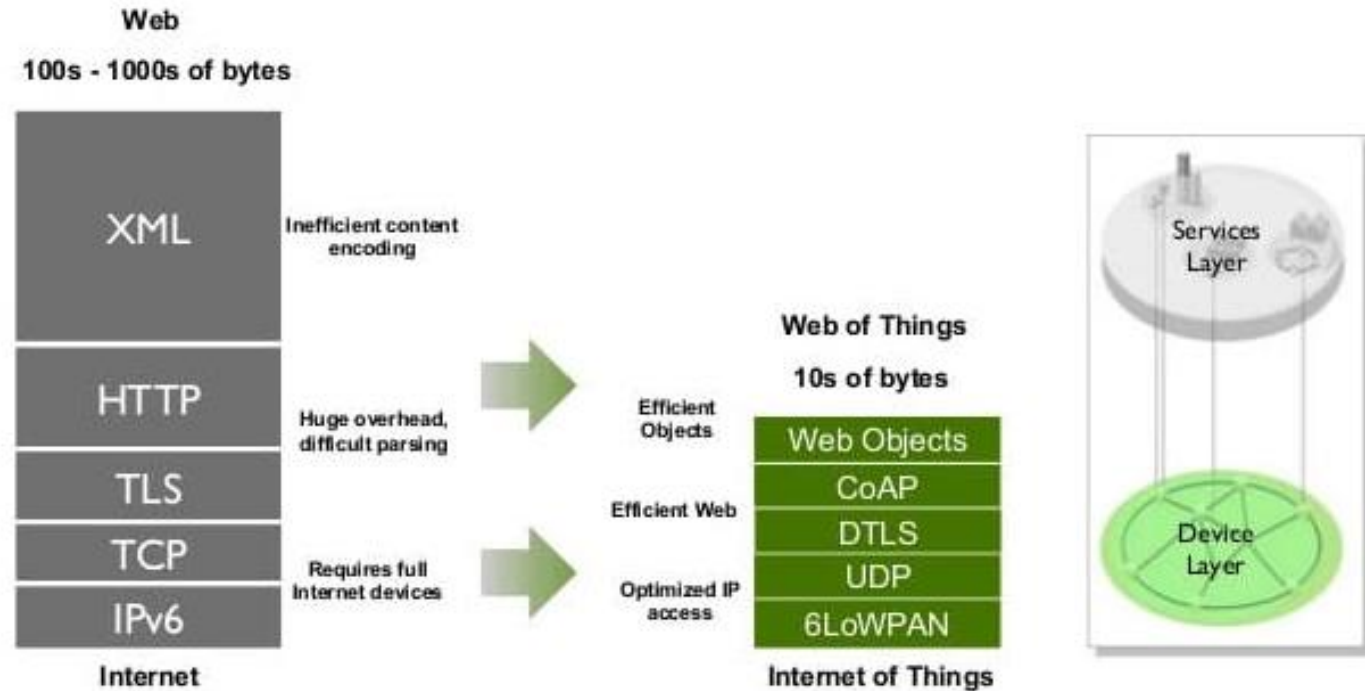 Web
100s - 1000s of bytes
XML
Inefficient content
encoding
HTTP
Huge overhead,
difficult parsing
TLS
TCP
Requires full
Internet devices
IPv6
Internet
Efficient
Objects
Efficient Web
Optimized IP
access
Web of Things
10s of bytes
Web Objects
CoAP
DTLS
UDP
6LoWPAN
Internet of Things
Services
Layer
Device
Layer